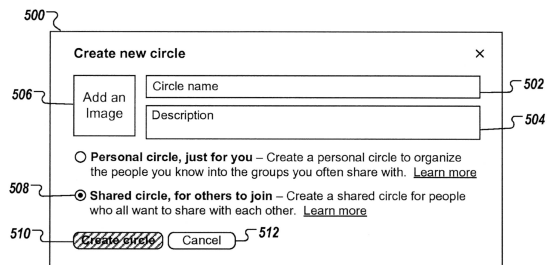 500
Create new circle ×
506 Add an Image
Circle name 502
Description 504
Personal circle, just for you – Create a personal circle to organize
the people you know into the groups you often share with. Learn more
508 Shared circle, for others to join – Create a shared circle for people
who all want to share with each other. Learn more
510 Create circle Cancel 512